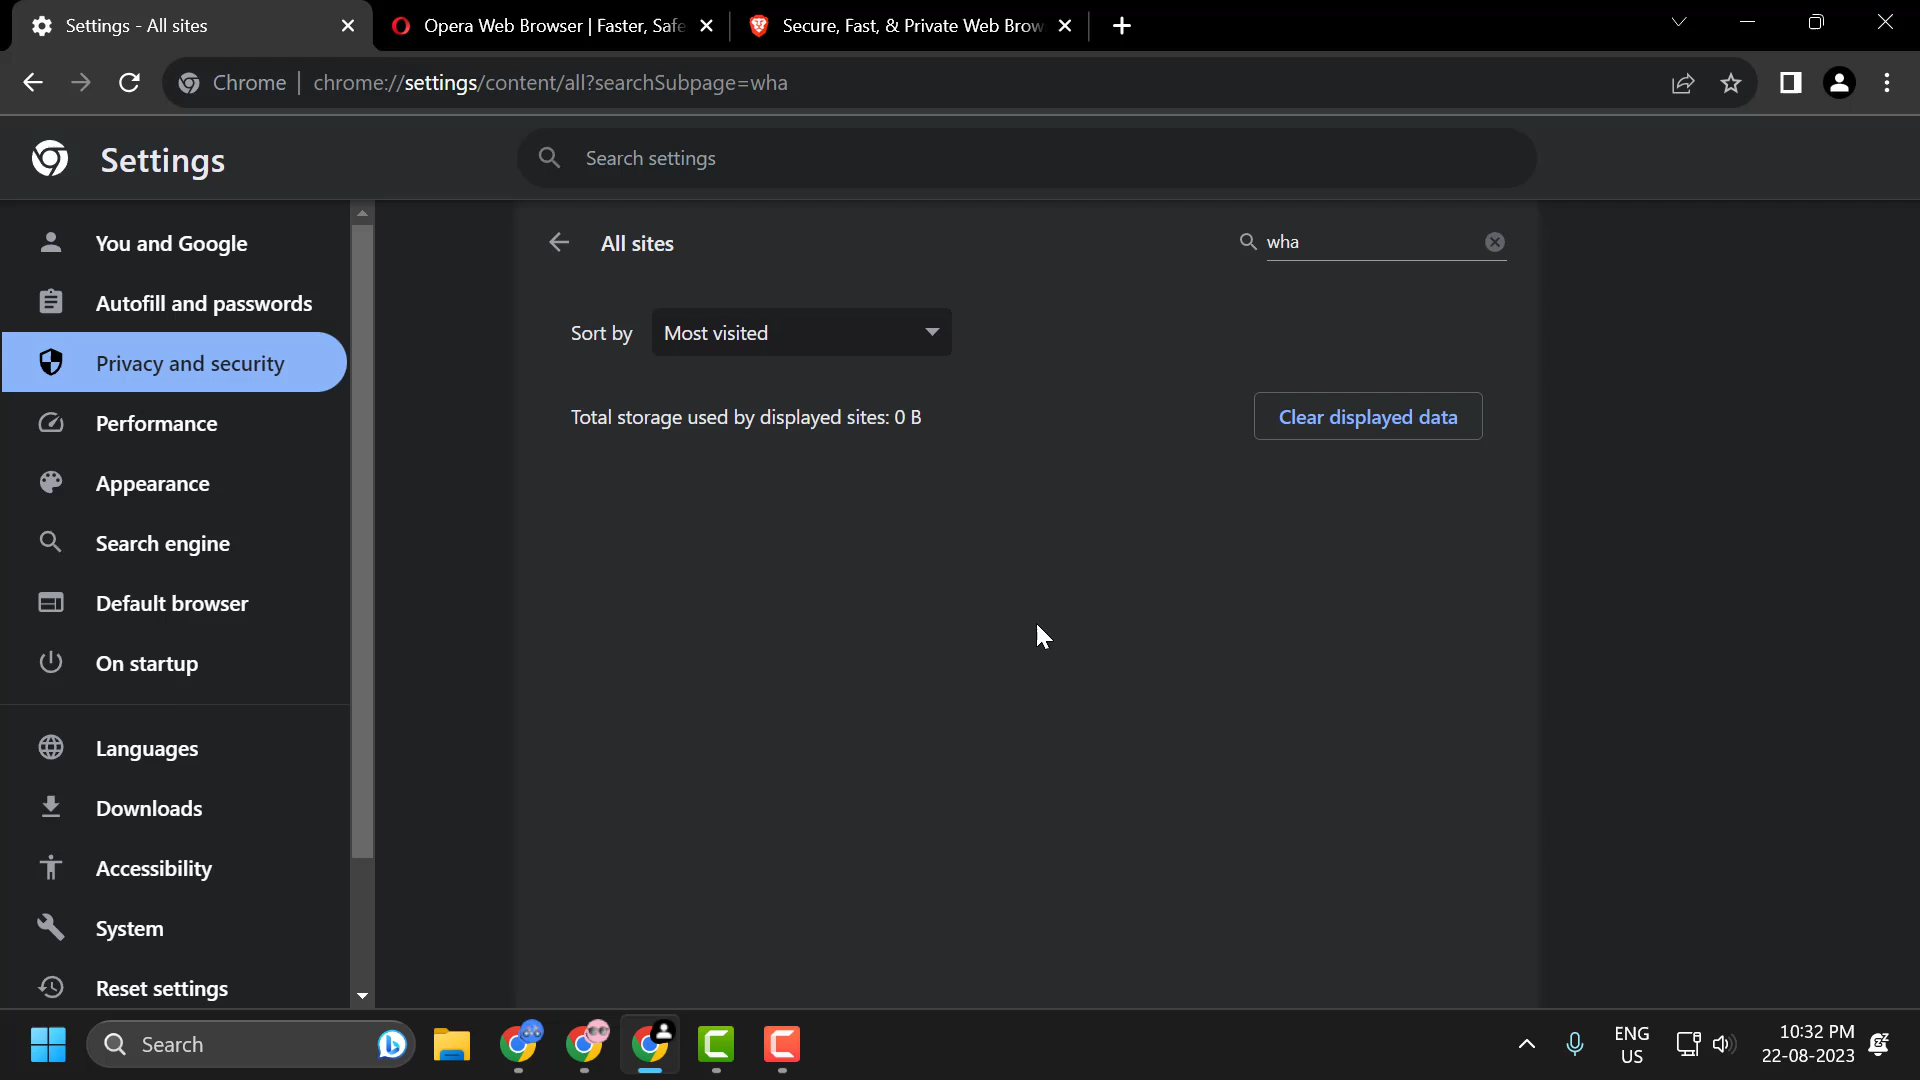 Settings - All sites
Opera Web Browser | Faster, Safe
Secure, Fast, & Private Web Brow
Chrome | chrome://settings/content/all?searchSubpage=wha
Settings
Search settings
You and Google
Autofill and passwords
Privacy and security
Performance
Appearance
Search engine
Default browser
On startup
Languages
Downloads
Accessibility
System
Reset settings
All sites
wha
Sort by
Most visited
Total storage used by displayed sites: 0 B
Clear displayed data
Search
ENG
US
10:32 PM
22-08-2023